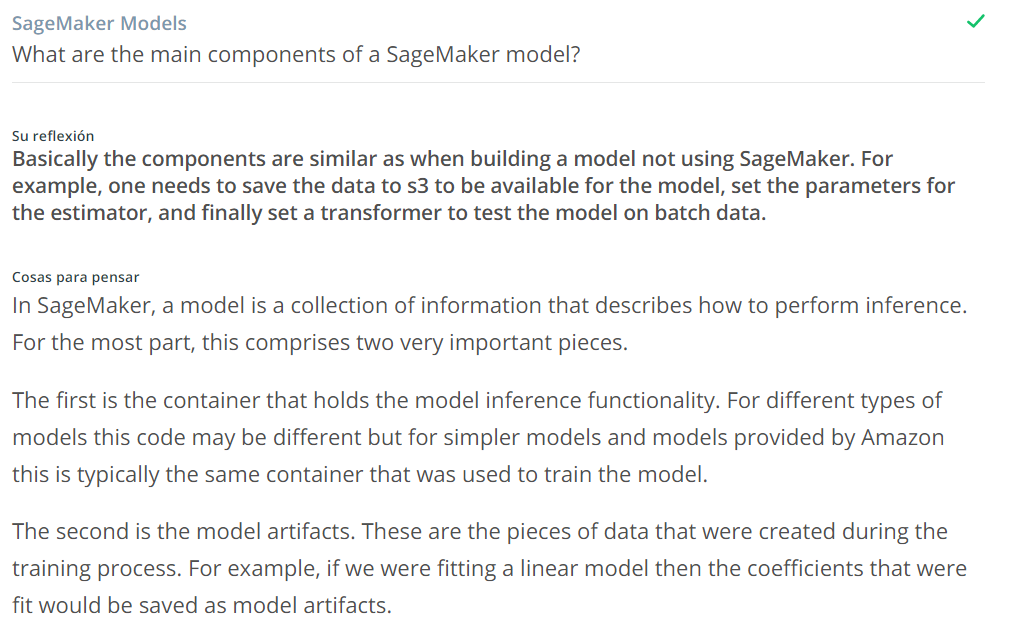 SageMaker Models
What are the main components of a SageMaker model?
Su reflexión
Basically the components are similar as when building a model not using SageMaker. For
example, one needs to save the data to s3 to be available for the model, set the parameters for
the estimator, and finally set a transformer to test the model on batch data.
Cosas para pensar
In SageMaker, a model is a collection of information that describes how to perform inference.
For the most part, this comprises two very important pieces.
The first is the container that holds the model inference functionality. For different types of
models this code may be different but for simpler models and models provided by Amazon
this is typically the same container that was used to train the model.
The second is the model artifacts. These are the pieces of data that were created during the
training process. For example, if we were fitting a linear model then the coefficients that were
fit would be saved as model artifacts.